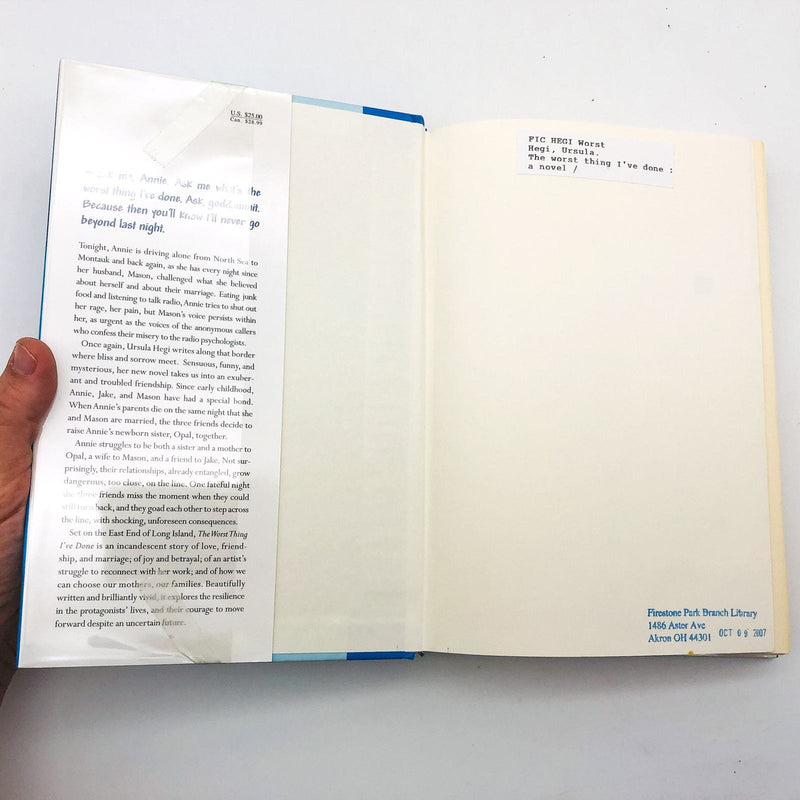 U.S. $25.00
Can. $28.99
me, Annie. Ask me what's the
worst thing I've done. Ask, goddamnit.
Because then you'll know I'll never go
beyond last night.
Tonight, Annie is driving alone from North Sea to
Montauk and back again, as she has every night since
her husband, Mason, challenged what she believed
about herself and about their marriage. Eating junk
food and listening to talk radio, Annie tries to shut out
her rage, her pain, but Mason's voice persists within
her, as urgent as the voices of the anonymous callers
who confess their misery to the radio psychologists.
Once again, Ursula Hegi writes along that border
where bliss and sorrow meet. Sensuous, funny, and
mysterious, her new novel takes us into an exuber-
ant and troubled friendship. Since early childhood,
Annie, Jake, and Mason have had a special bond.
When Annie's parents die on the same night that she
and Mason are married, the three friends decide to
raise Annie's newborn sister, Opal, together.
Annie struggles to be both a sister and a mother to
Opal, a wife to Mason, and a friend to Jake. Not sur-
prisingly, their relationships, already entangled, grow
dangerous, too close, on the line. One fateful night
the three friends miss the moment when they could
still turn back, and they goad each other to step across
the line, with shocking, unforeseen consequences.
Set on the East End of Long Island, The Worst Thing
I've Done is an incandescent story of love, friend-
ship, and marriage; of joy and betrayal; of an artist's
struggle to reconnect with her work; and of how we
can choose our mothers, our families. Beautifully
written and brilliantly vivid, it explores the resilience
in the protagonists' lives, and their courage to move
forward despite an uncertain future.
FIC HEGI Worst
Hegi, Ursula.
The worst thing I've done :
a novel /
Firestone Park Branch Library
1486 Aster Ave
Akron OH 44301 OCT 09 2007